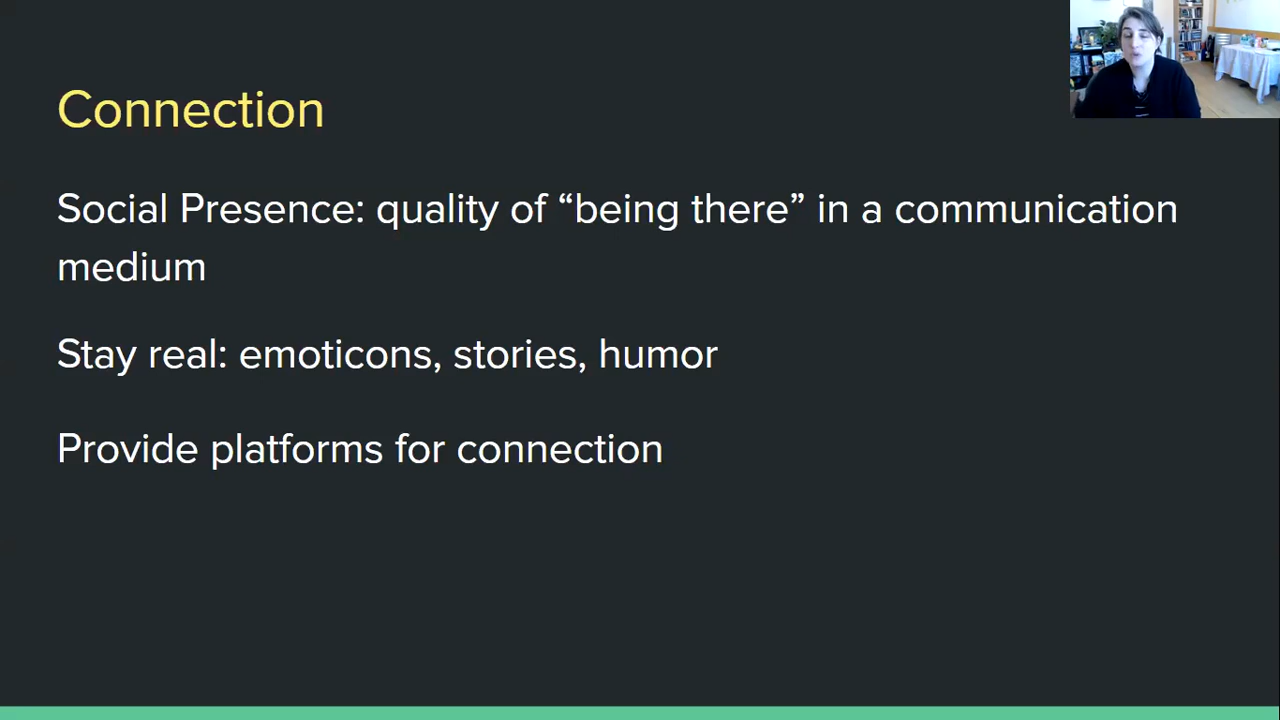 Connection
Social Presence: quality of “being there” in a communication
medium
Stay real: emoticons, stories, humor
Provide platforms for connection